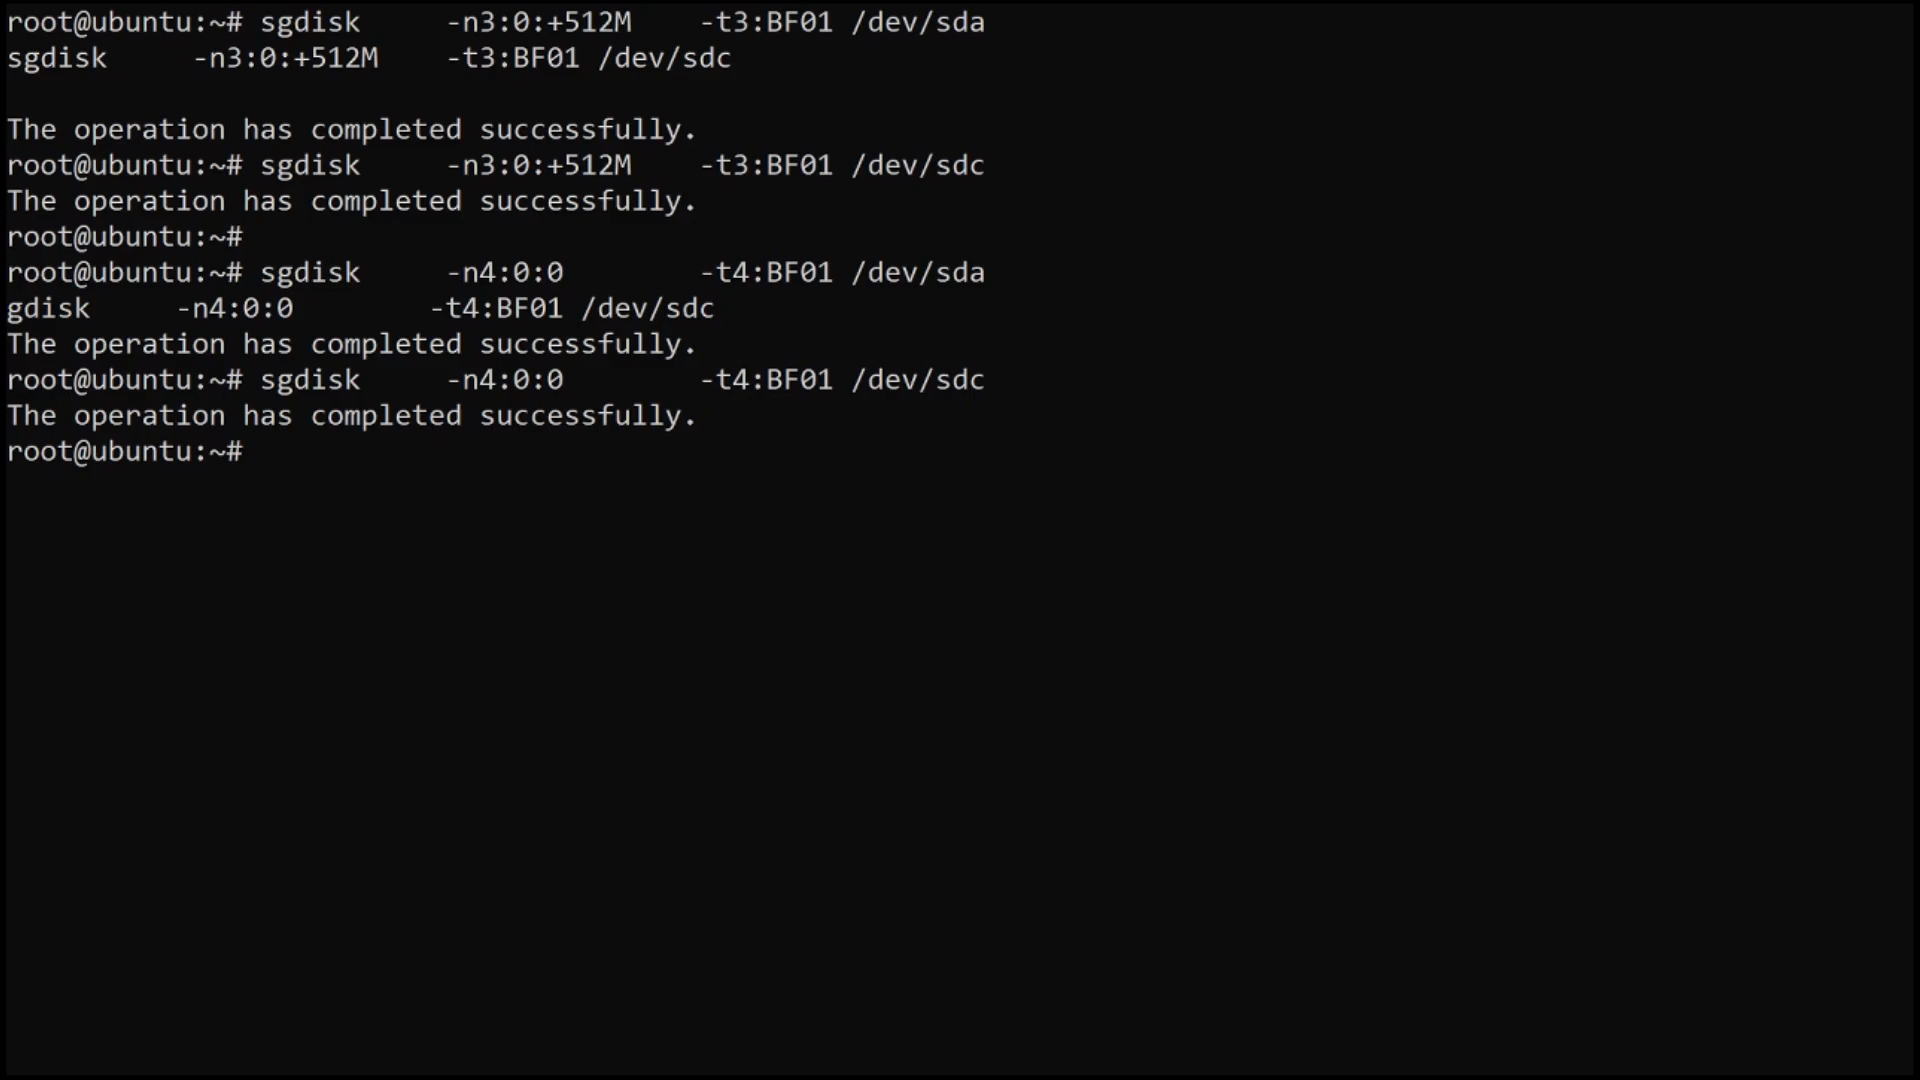 root@ubuntu:~# sgdisk     -n3:0:+512M    -t3:BF01 /dev/sda
sgdisk     -n3:0:+512M    -t3:BF01 /dev/sdc
The operation has completed successfully.
root@ubuntu:~# sgdisk     -n3:0:+512M    -t3:BF01 /dev/sdc
The operation has completed successfully.
root@ubuntu:~#
root@ubuntu:~# sgdisk     -n4:0:0        -t4:BF01 /dev/sda
gdisk     -n4:0:0        -t4:BF01 /dev/sdc
The operation has completed successfully.
root@ubuntu:~# sgdisk     -n4:0:0        -t4:BF01 /dev/sdc
The operation has completed successfully.
root@ubuntu:~#